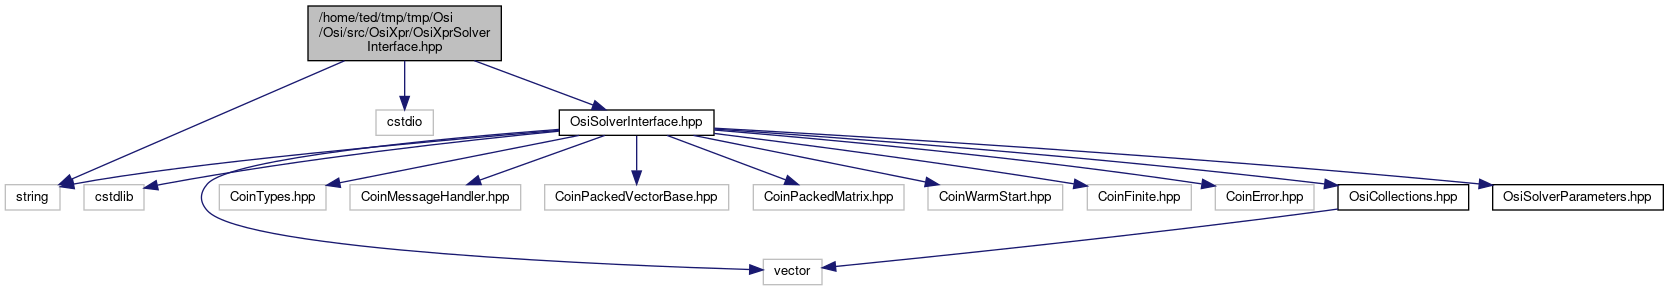 /home/ted/tmp/tmp/Osi
/Osi/src/OsiXpr/OsiXprSolver
Interface.hpp
cstdio
OsiSolverInterface.hpp
string
cstdlib
CoinTypes.hpp
CoinMessageHandler.hpp
CoinPackedVectorBase.hpp
CoinPackedMatrix.hpp
CoinWarmStart.hpp
CoinFinite.hpp
CoinError.hpp
OsiCollections.hpp
OsiSolverParameters.hpp
vector